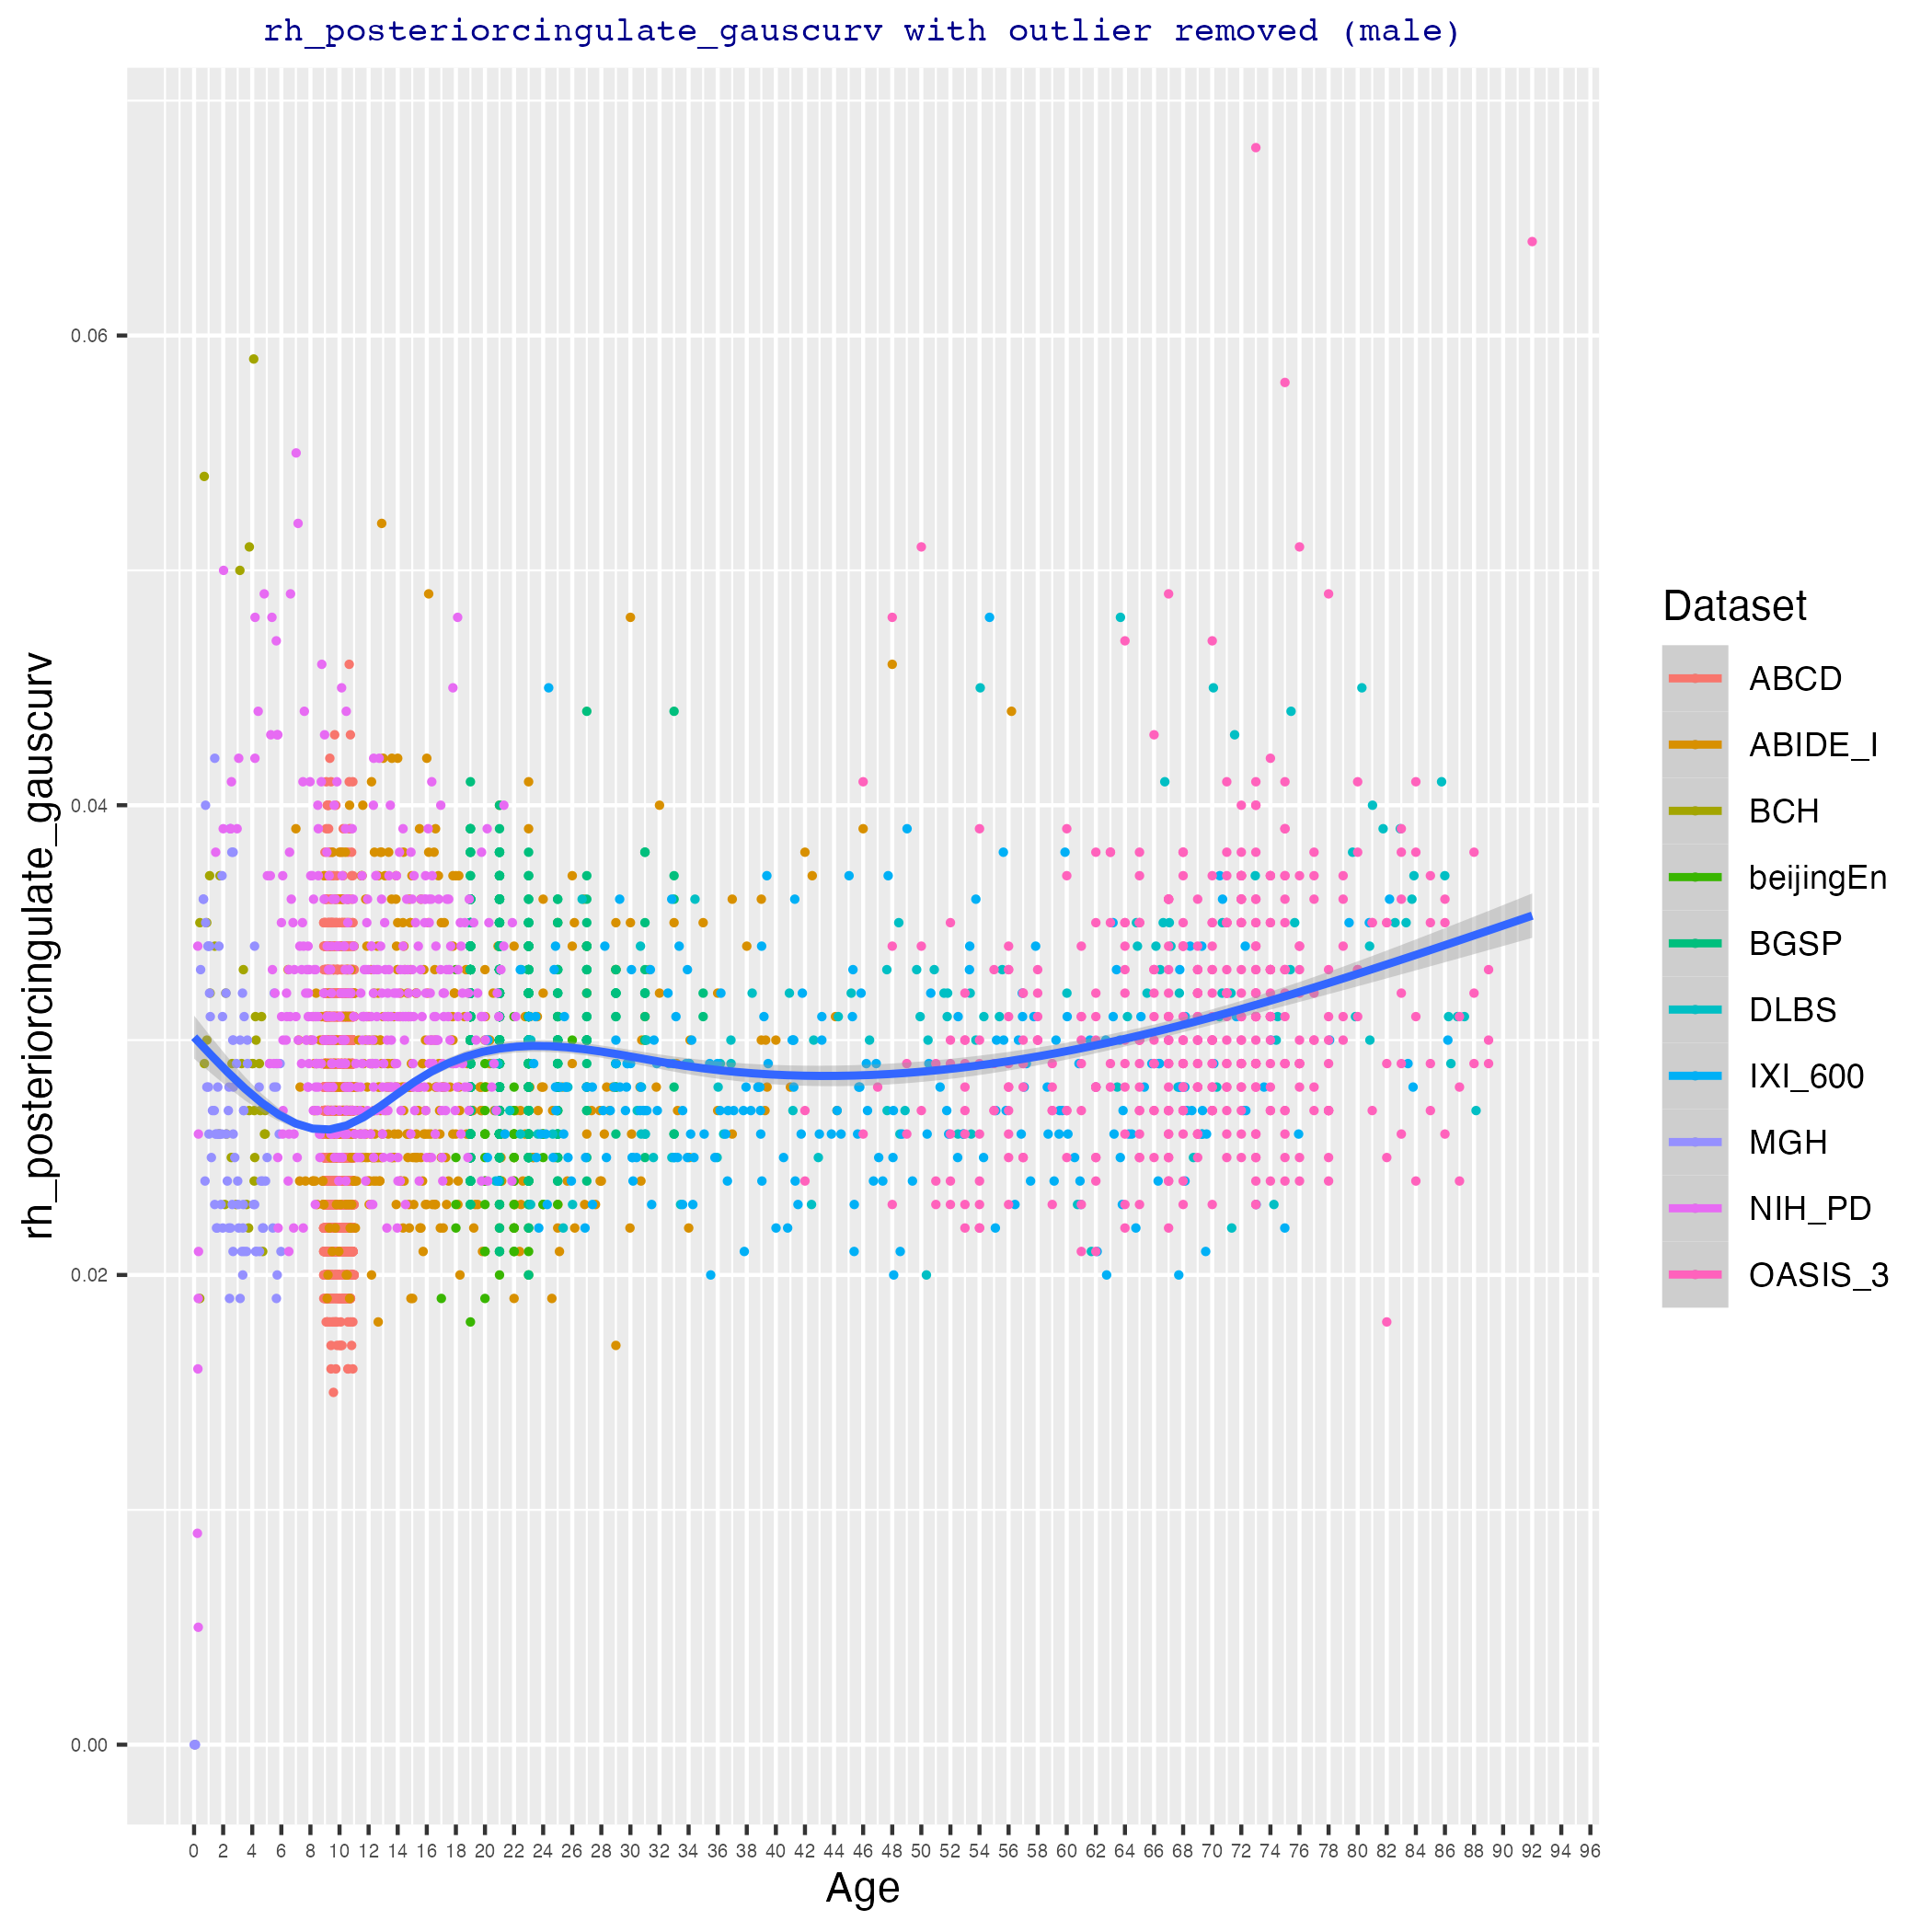 rh_posteriorcingulate_gauscurv with outlier removed (male)
rh_posteriorcingulate_gauscurv
0.06
0.04
0.02
0.00
0 2 4 6 8 10 12 14 16 18 20 22 24 26 28 30 32 34 36 38 40 42 44 46 48 50 52 54 56 58 60 62 64 66 68 70 72 74 76 78 80 82 84 86 88 90 92 94 96
Age
Dataset
ABCD
ABIDE_I
BCH
beijingEn
BGSP
DLBS
IXI_600
MGH
NIH_PD
OASIS_3